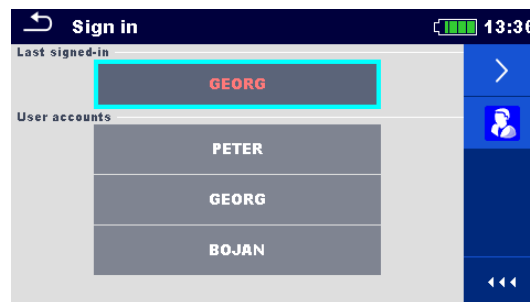 Sign in 13:36
Last signed-in
GEORG
User accounts
PETER
GEORG
BOJAN